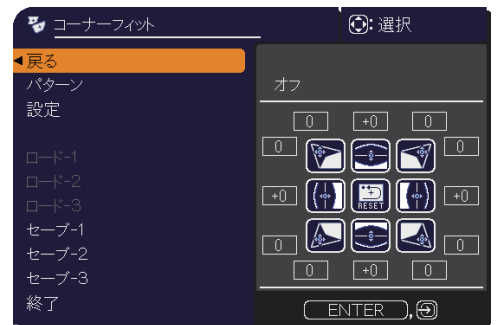 コーナーフィット
: 選択
戻る
パターン
設定
ロード-1
ロード-2
ロード-3
セーブ-1
セーブ-2
セーブ-3
終了
オフ
0 +0 0
0 0
+0 RESET +0
0 0
0 +0 0
ENTER ,